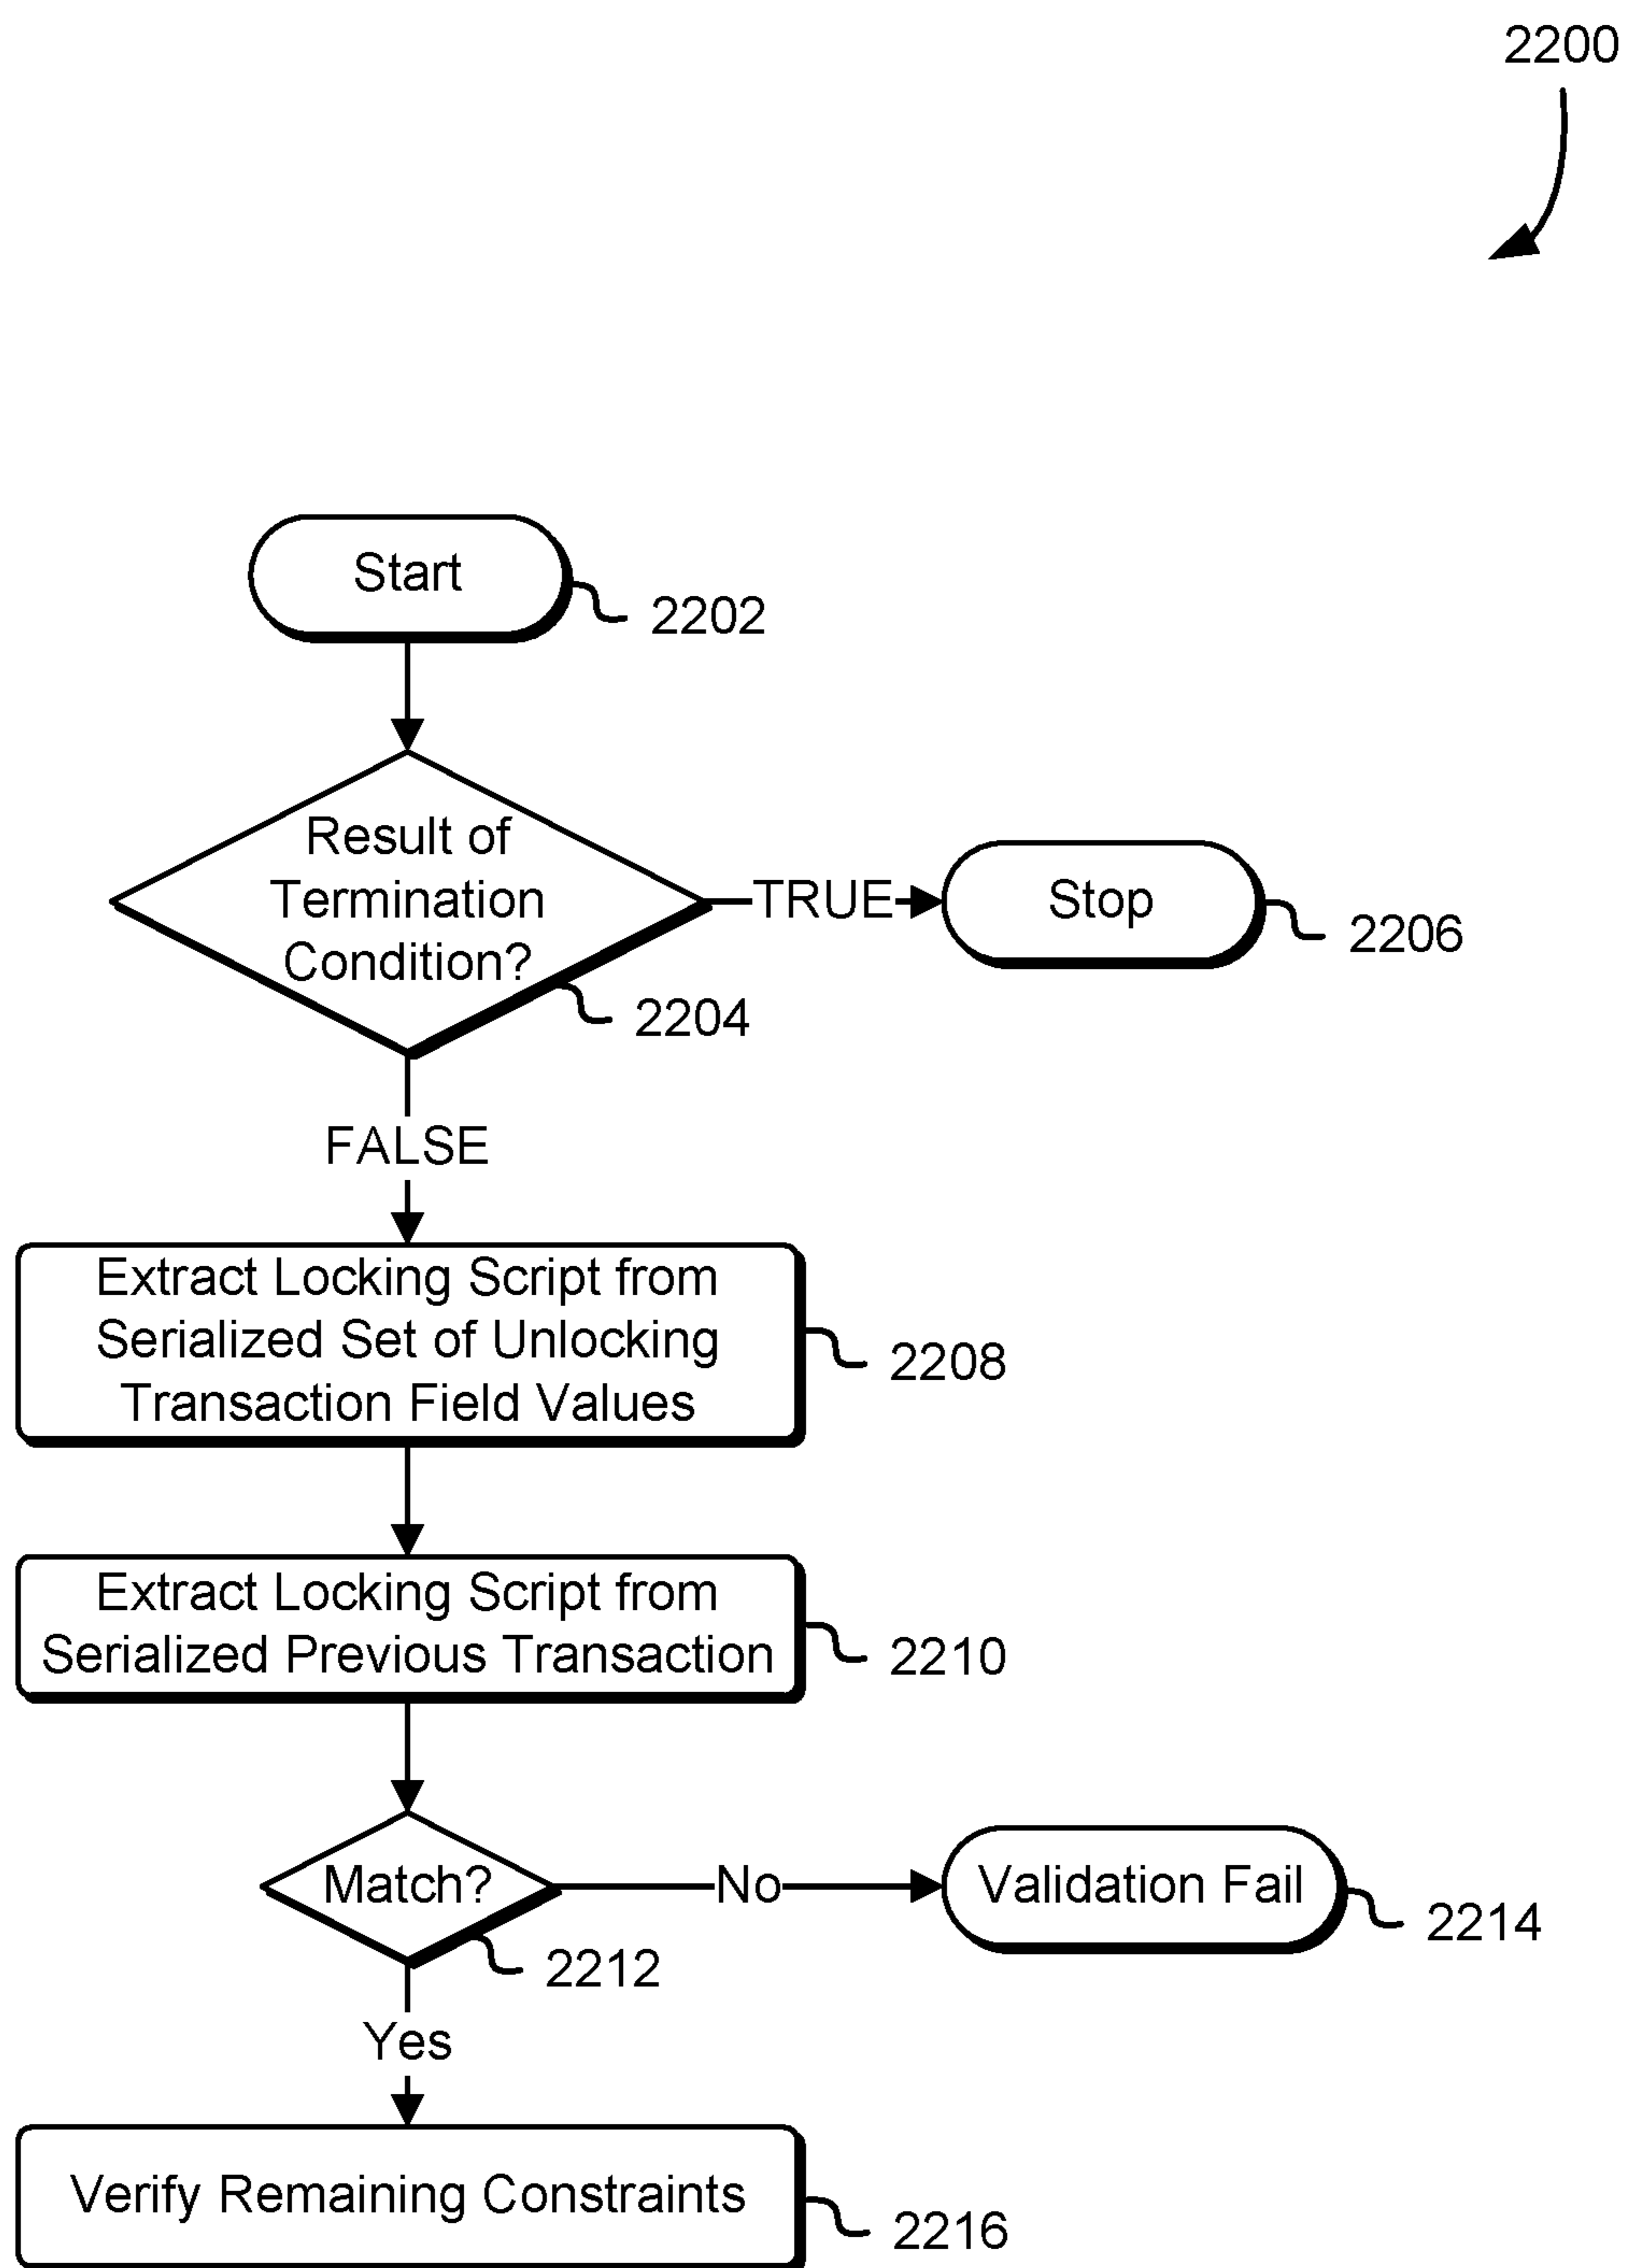 2200
Start
2202
Result of
Termination
Condition?
TRUE
Stop
2206
2204
FALSE
Extract Locking Script from
Serialized Set of Unlocking
Transaction Field Values
2208
Extract Locking Script from
Serialized Previous Transaction
2210
Match?
No
Validation Fail
2214
2212
Yes
Verify Remaining Constraints
2216